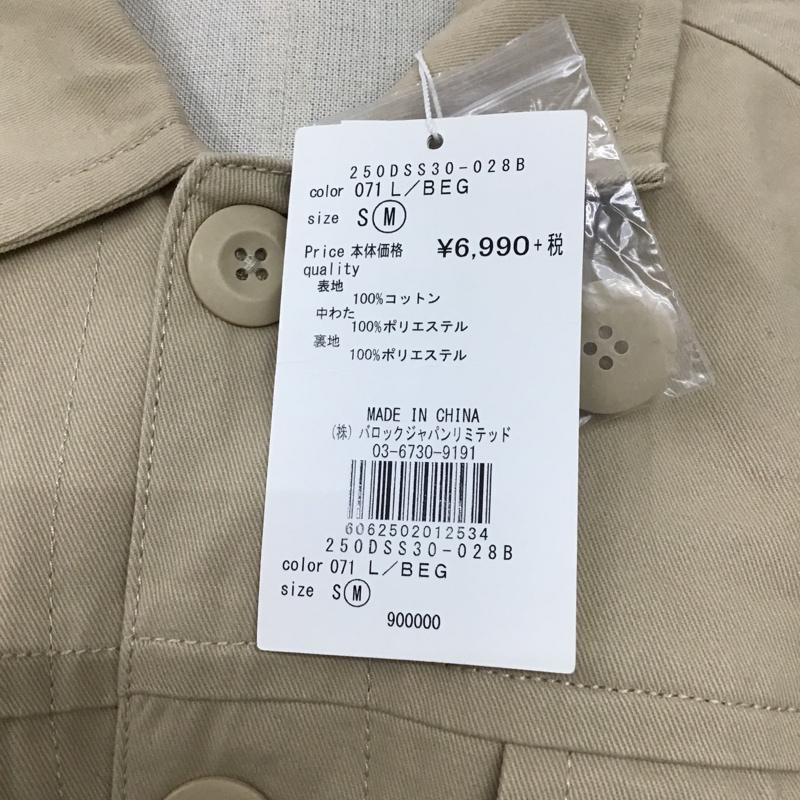 250DSS30-028B
color 071 L/BEG
size S Ⓜ
Price 本体価格 ¥6,990+税
quality
表地
100%コットン
中わた
100%ポリエステル
裏地
100%ポリエステル
MADE IN CHINA
(株) バロックジャパンリミテッド
03-6730-9191
6062502012534
250DSS30-028B
color 071 L/BEG
size S Ⓜ
900000